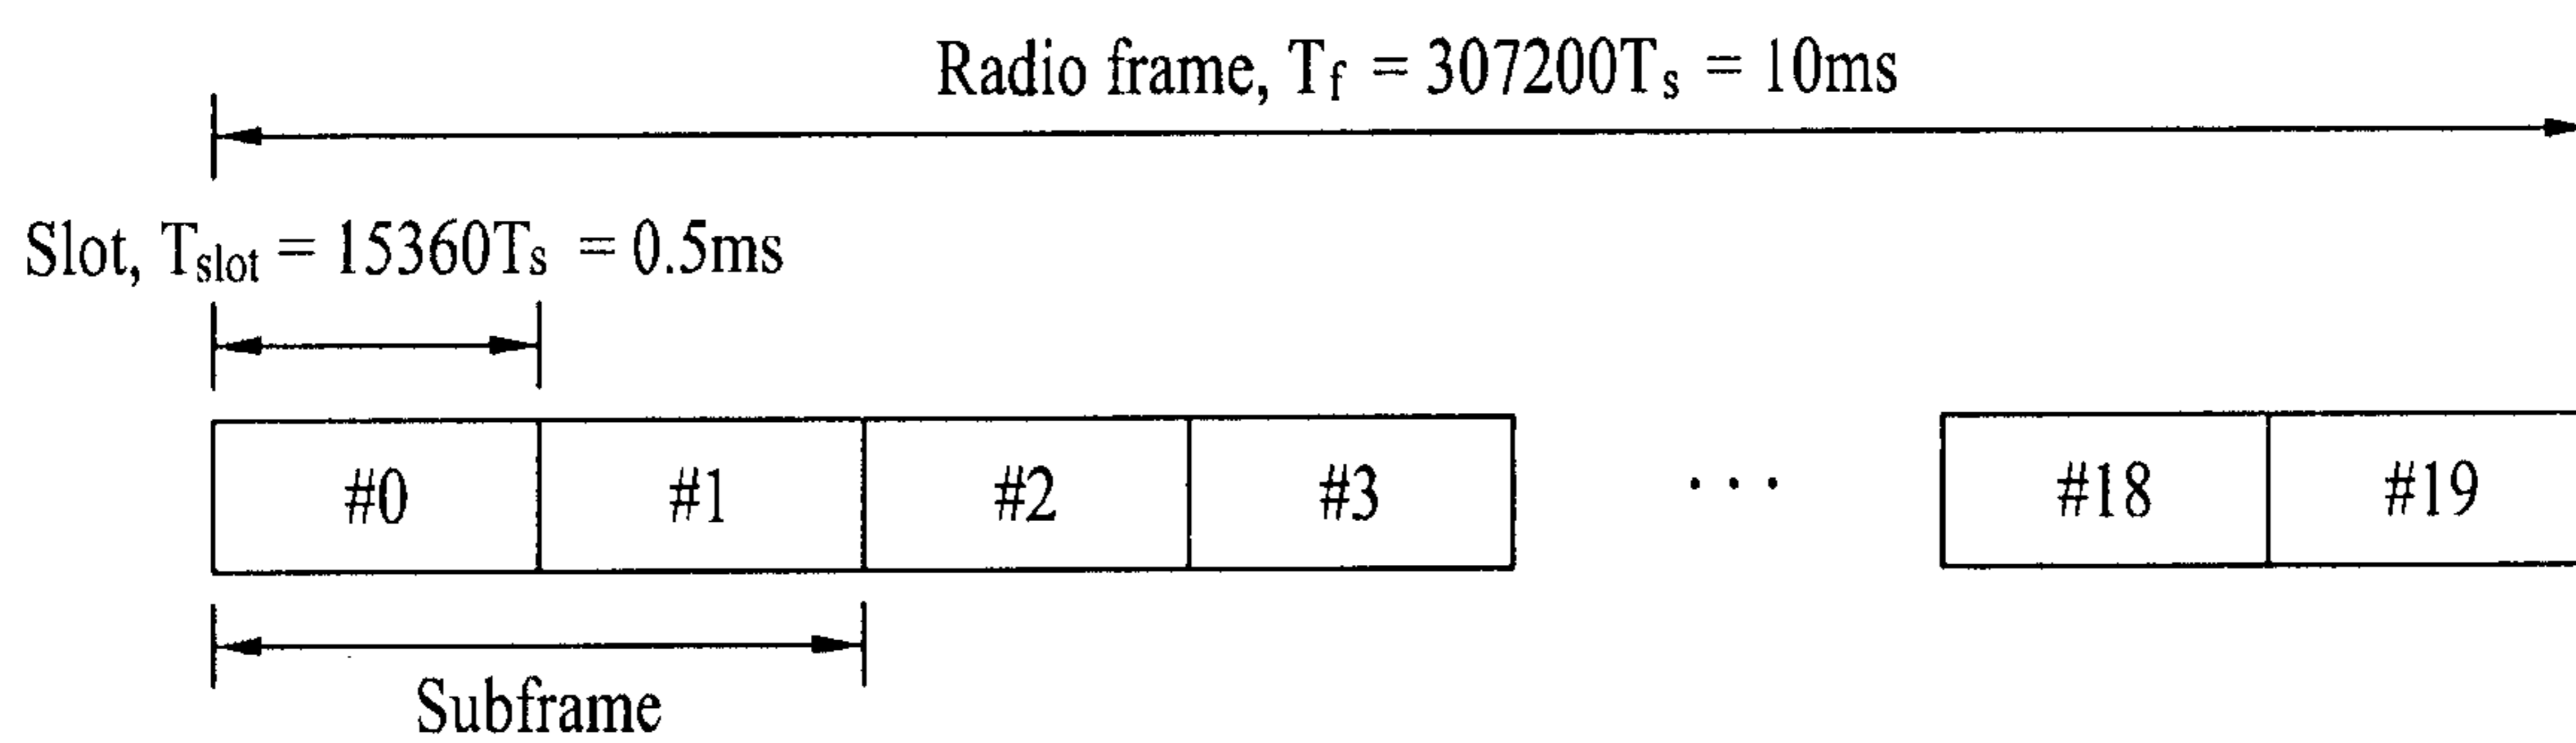 Radio frame, Tf = 307200Ts = 10ms
Slot, Tslot = 15360Ts = 0.5ms
#0 #1 #2 #3 ... #18 #19
Subframe